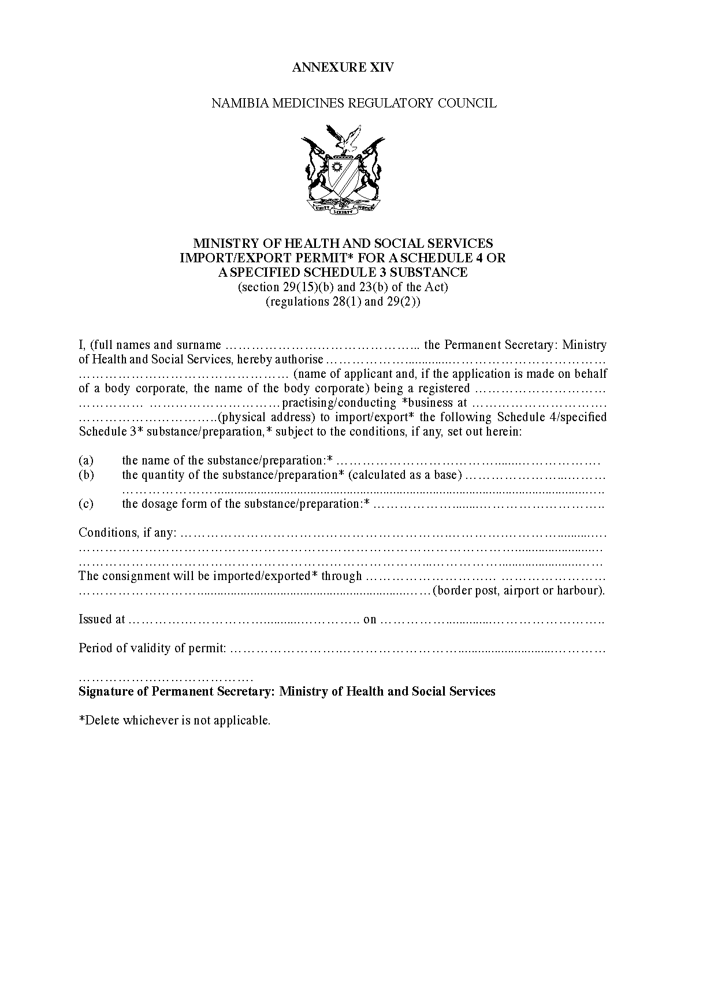 ANNEXURE XIV
NAMIBIA MEDICINES REGULATORY COUNCIL
UNITY LIBERTY JUSTICE
MINISTRY OF HEALTH AND SOCIAL SERVICES
IMPORT/EXPORT PERMIT* FOR A SCHEDULE 4 OR
A SPECIFIED SCHEDULE 3 SUBSTANCE
(section 29(15)(b) and 23(b) of the Act)
(regulations 28(1) and 29(2))
I, (full names and surname ……………………………………... the Permanent Secretary: Ministry
of Health and Social Services, hereby authorise ………………..............………………………………
………………………………………… (name of applicant and, if the application is made on behalf
of a body corporate, the name of the body corporate) being a registered …………………………
…………… …………………………practising/conducting *business at ………………………….
…………………………..(physical address) to import/export* the following Schedule 4/specified
Schedule 3* substance/preparation,* subject to the conditions, if any, set out herein:
(a) the name of the substance/preparation:* ……………………………….......……………….
(b) the quantity of the substance/preparation* (calculated as a base) …………………..………
…………………...................................................................................................................…..
(c) the dosage form of the substance/preparation:* ……………….......………………………..
Conditions, if any: …………………………………………………….………….………….........….
………………………………………………………………………………………........................…
……………………………………………………………………..……………........................……
The consignment will be imported/exported* through ………………………… ……………………
………………………................................................................……(border post, airport or harbour).
Issued at ………….………………...........………….. on ……………..............……………………..
Period of validity of permit: …………………….………………………..............................…………
………………………………….
Signature of Permanent Secretary: Ministry of Health and Social Services
*Delete whichever is not applicable.